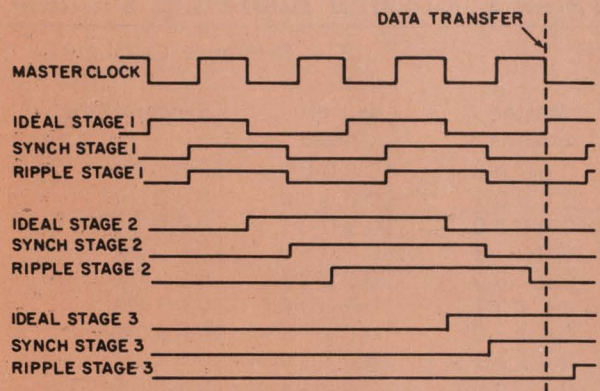 DATA TRANSFER
MASTER CLOCK
IDEAL STAGE 1
SYNCH STAGE 1
RIPPLE STAGE 1
IDEAL STAGE 2
SYNCH STAGE 2
RIPPLE STAGE 2
IDEAL STAGE 3
SYNCH STAGE 3
RIPPLE STAGE 3